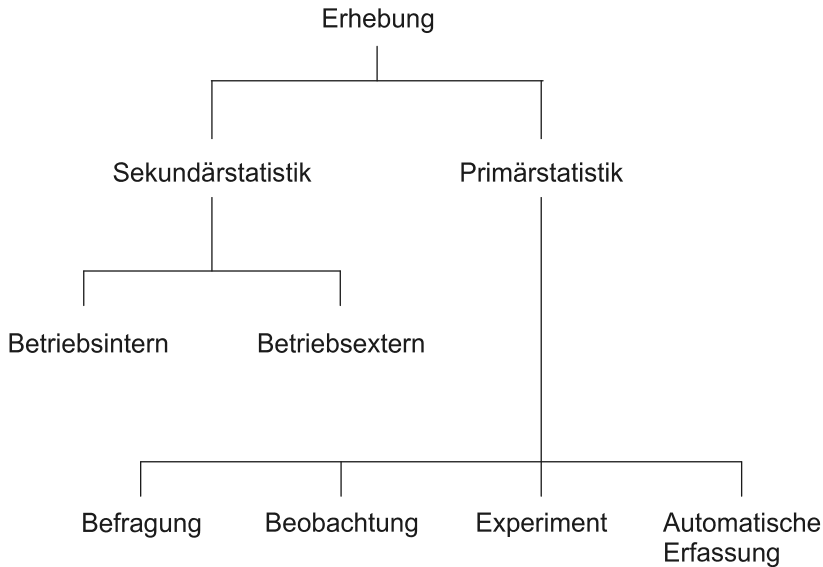 Erhebung
Sekundärstatistik
Primärstatistik
Betriebsintern
Betriebsextern
Befragung
Beobachtung
Experiment
Automatische
Erfassung